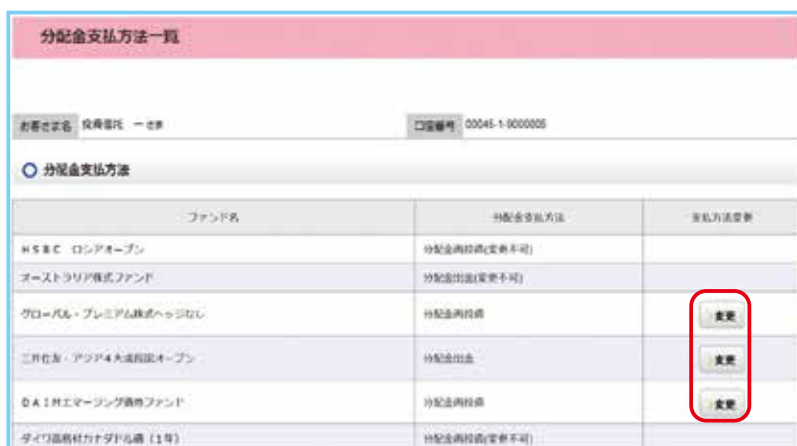 分配金支払方法一覧
お客さま名 投資信託 一 さま 口座番号 00045-1-9000005
分配金支払方法
ファンド名 分配金支払方法 支払方法変更
HSBC ロシアオープン 分配金再投資(変更不可)
オーストラリア株式ファンド 分配金出金(変更不可)
グローバル・プレミアム株式ヘッジなし 分配金再投資 変更
三井住友・アジア4大成長国オープン 分配金出金 変更
DAIMエマージング債券ファンド 分配金再投資 変更
ダイワ高格付カナダドル債(1年) 分配金再投資(変更不可)